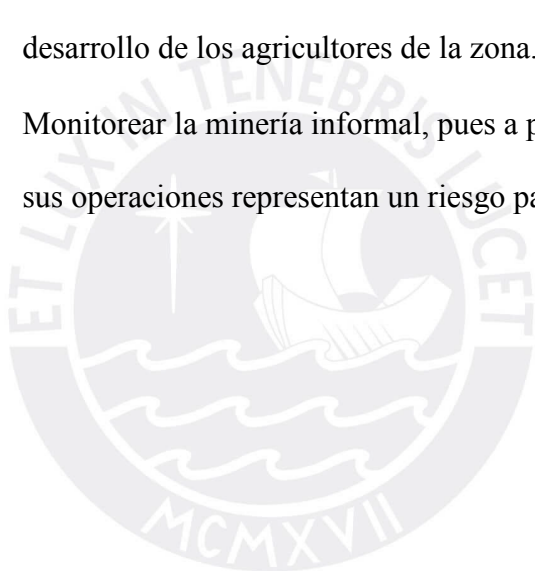 desarrollo de los agricultores de la zona.
Monitorear la minería informal, pues a p
sus operaciones representan un riesgo pa
ET LUX IN TENEBRIS LUCET
MCMXVII